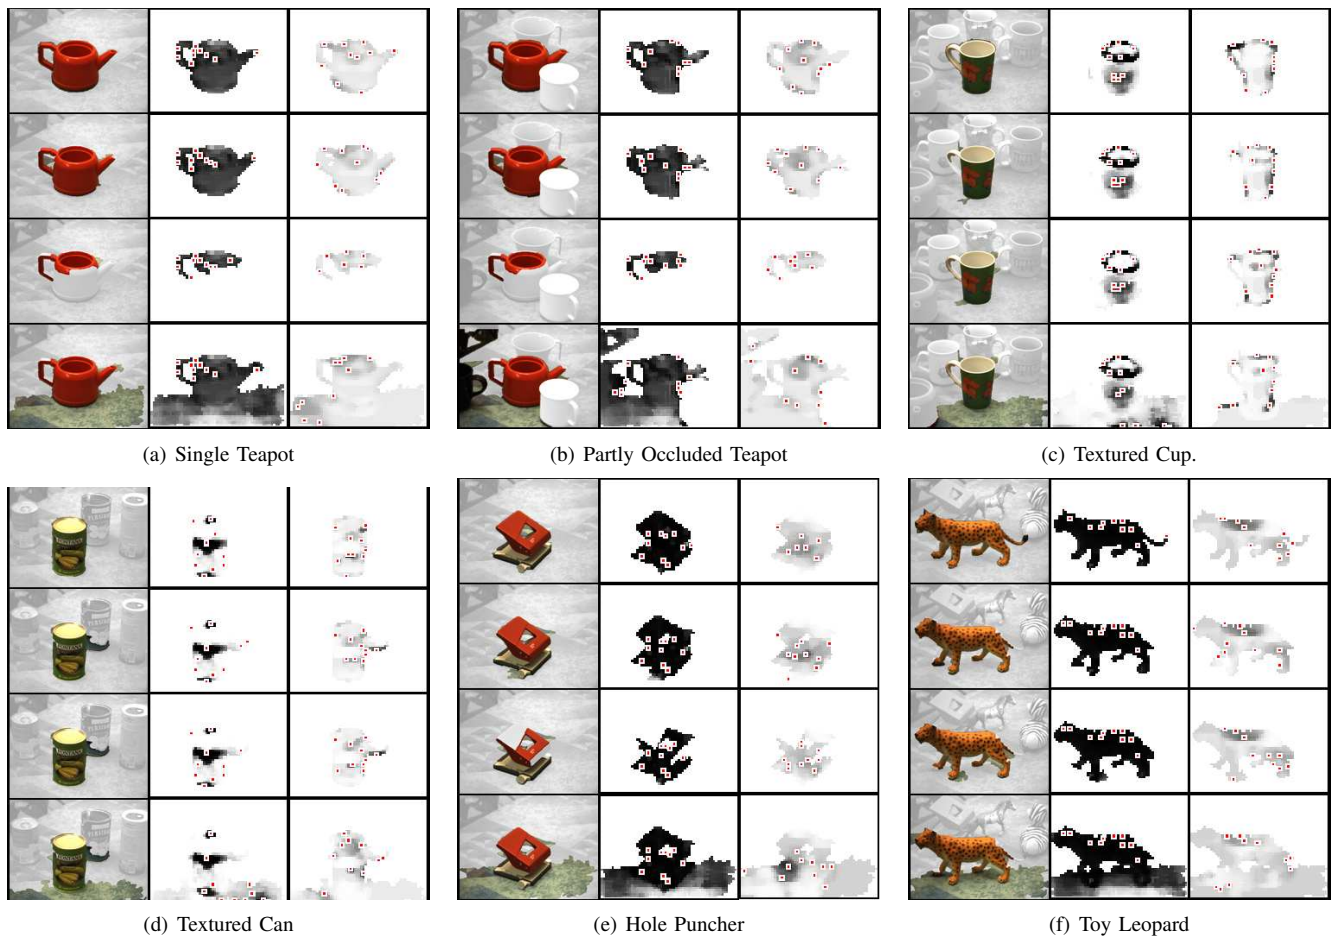 (a) Single Teapot
(b) Partly Occluded Teapot
(c) Textured Cup.
(d) Textured Can
(e) Hole Puncher
(f) Toy Leopard